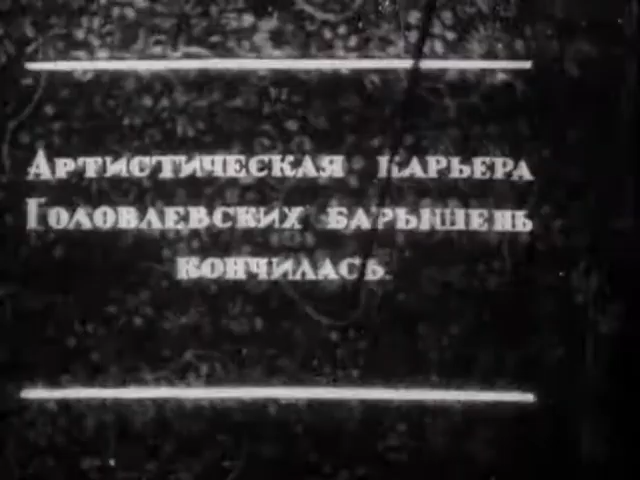 Артистическая карьера
Головлевских барышень
кончилась.